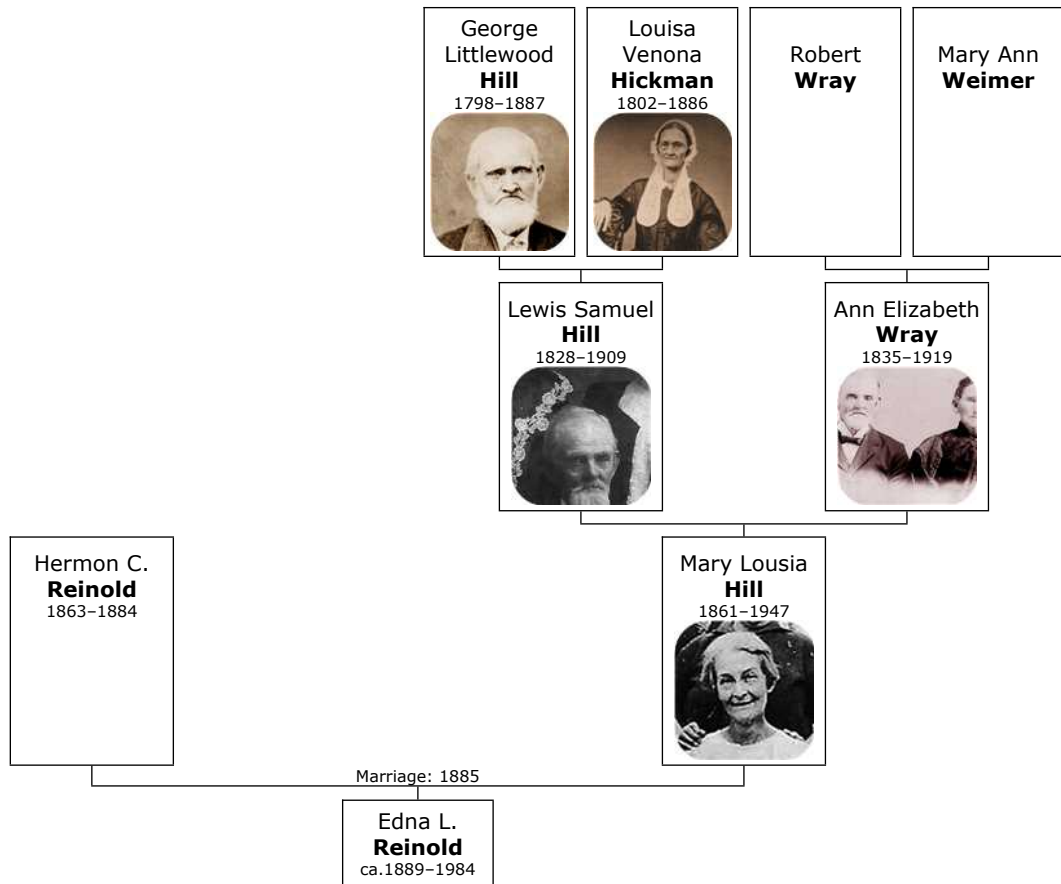 George
Littlewood
Hill
1798–1887
Louisa
Venona
Hickman
1802–1886
Robert
Wray
Mary Ann
Weimer
Lewis Samuel
Hill
1828–1909
Ann Elizabeth
Wray
1835–1919
Hermon C.
Reinold
1863–1884
Mary Lousia
Hill
1861–1947
Marriage: 1885
Edna L.
Reinold
ca.1889–1984